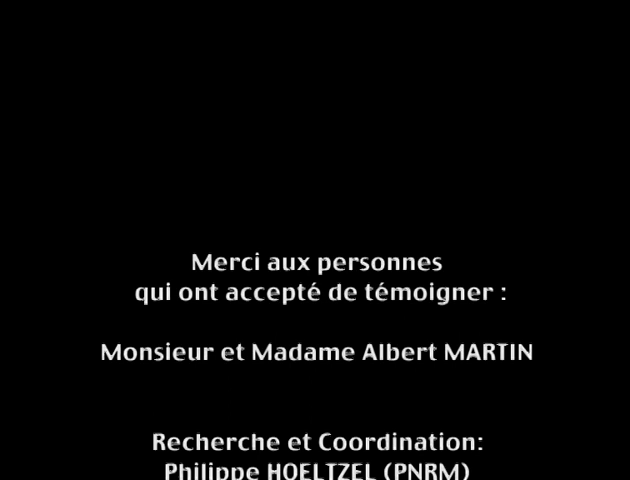 Merci aux personnes
qui ont accepté de témoigner :
Monsieur et Madame Albert MARTIN
Recherche et Coordination:
Philippe HOELTZEL (PNRM)